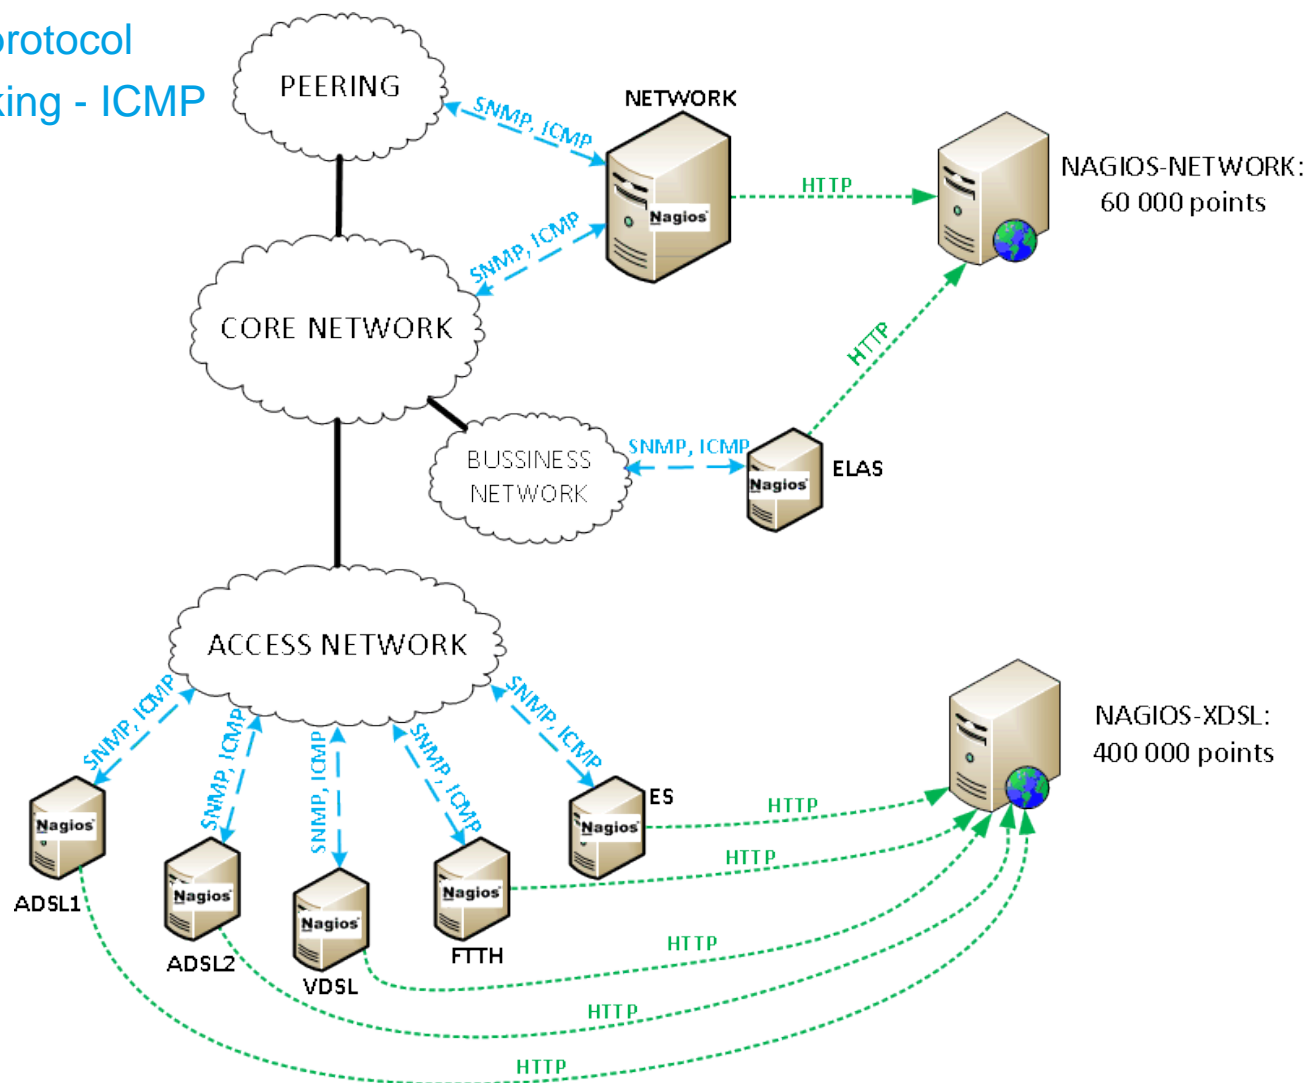 protocol
king - ICMP
PEERING
SNMP, ICMP
NETWORK
Nagios
HTTP
NAGIOS-NETWORK:
60 000 points
SNMP, ICMP
CORE NETWORK
HTTP
BUSSINESS
NETWORK
SNMP, ICMP
Nagios
ELAS
ACCESS NETWORK
SNMP, ICMP
SNMP, ICMP
SNMP, ICMP
SNMP, ICMP
SNMP, ICMP
NAGIOS-XDSL:
400 000 points
Nagios
ADSL1
Nagios
ADSL2
Nagios
VDSL
Nagios
FTTH
Nagios
ES
HTTP
HTTP
HTTP
HTTP
HTTP